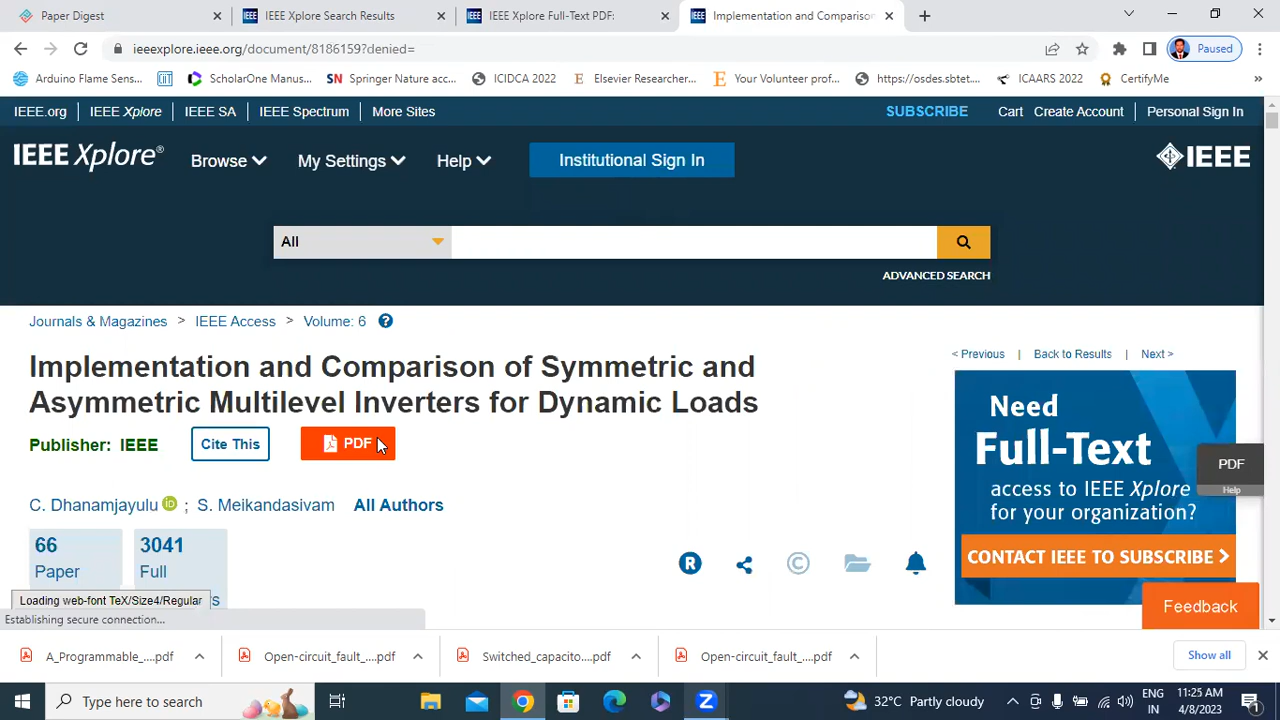 Paper Digest
IEEE Xplore Search Results
IEEE Xplore Full-Text PDF:
Implementation and Comparison
ieeexplore.ieee.org/document/8186159?denied=
Paused
Arduino Flame Sens...
ScholarOne Manus...
SN Springer Nature acc...
ICIDCA 2022
E Elsevier Researcher...
Your Volunteer prof...
https://osdes.sbtet....
ICAARS 2022
CertifyMe
IEEE.org
IEEE Xplore
IEEE SA
IEEE Spectrum
More Sites
SUBSCRIBE
Cart
Create Account
Personal Sign In
IEEE Xplore®
Browse
My Settings
Help
Institutional Sign In
IEEE
All
ADVANCED SEARCH
Journals & Magazines > IEEE Access > Volume: 6
Implementation and Comparison of Symmetric and
Asymmetric Multilevel Inverters for Dynamic Loads
< Previous | Back to Results | Next >
Publisher: IEEE
Cite This
PDF
Need
Full-Text
access to IEEE Xplore
for your organization?
CONTACT IEEE TO SUBSCRIBE >
PDF
Help
C. Dhanamjayulu iD ; S. Meikandasivam All Authors
66
Paper
3041
Full
R
©
s
Loading web-font TeX/Size4/Regular
Establishing secure connection...
Feedback
A_Programmable_....pdf
Open-circuit_fault_....pdf
Switched_capacito....pdf
Open-circuit_fault_....pdf
Show all
Type here to search
32°C Partly cloudy
ENG
IN
11:25 AM
4/8/2023
1